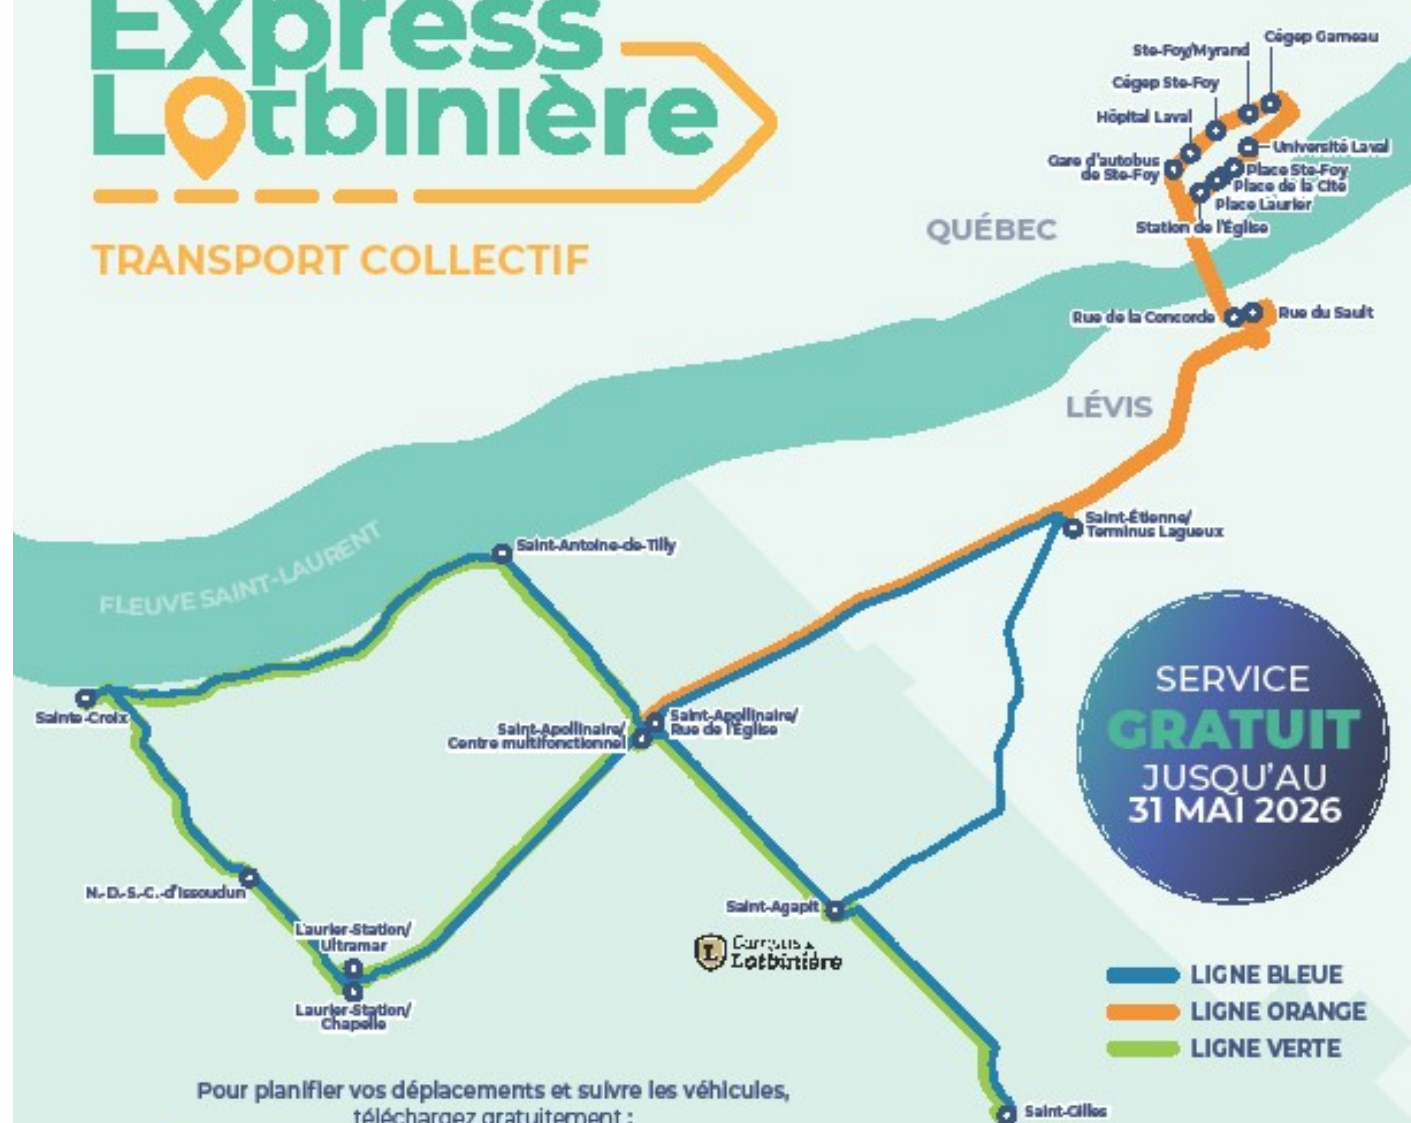 Express
Lotbinière
TRANSPORT COLLECTIF
Cégep Garneau
Ste-Foy/Myrand
Cégep Ste-Foy
Hôpital Laval
Université Laval
Gare d'autobus
de Ste-Foy
Place Ste-Foy
Place de la Cité
Place Laurier
Station de l'Église
QUÉBEC
Rue de la Concorde
Rue du Sault
LÉVIS
Saint-Étienne/
Terminus Lagueux
FLEUVE SAINT-LAURENT
Saint-Antoine-de-Tilly
Sainte-Croix
Saint-Apollinaire/
Centre multifonctionnel
Saint-Apollinaire/
Rue de l'Église
SERVICE
GRATUIT
JUSQU'AU
31 MAI 2026
N.-D.-S.-C.-d'Issoudun
Laurier-Station/
Ultramar
Laurier-Station/
Chapelle
Saint-Agapit
L
Campus
Lotbinière
LIGNE BLEUE
LIGNE ORANGE
LIGNE VERTE
Pour planifier vos déplacements et suivre les véhicules,
téléchargez gratuitement :
Saint-Gilles